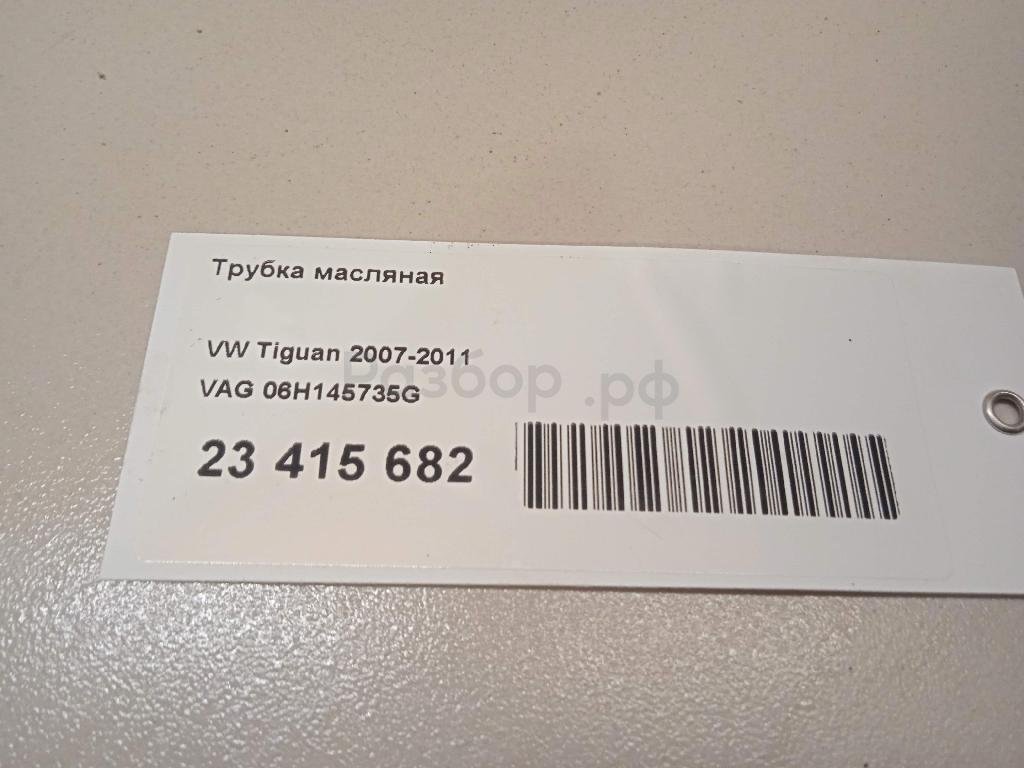 Трубка масляная
VW Tiguan 2007-2011
Разбор.рф
VAG 06H145735G
23 415 682